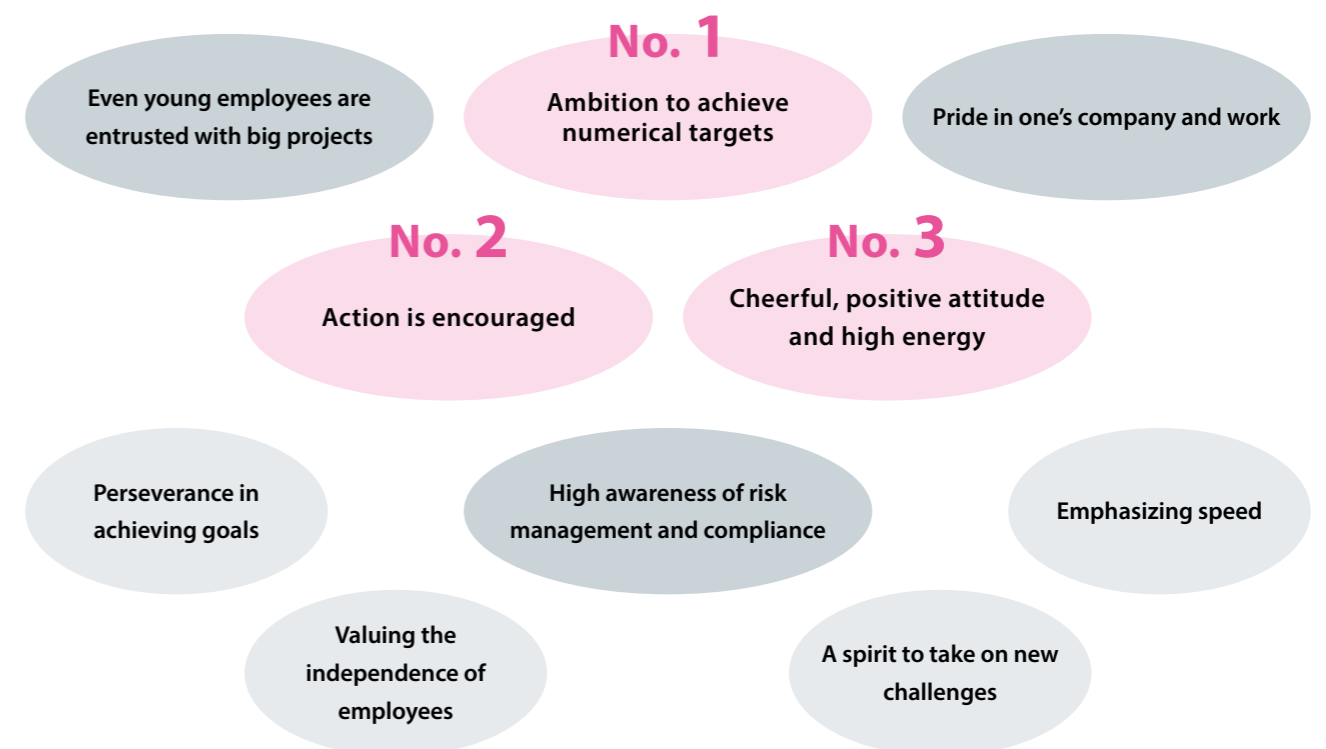 No. 1
Even young employees are
entrusted with big projects
Ambition to achieve
numerical targets
Pride in one’s company and work
No. 2
Action is encouraged
No. 3
Cheerful, positive attitude
and high energy
Perseverance in
achieving goals
High awareness of risk
management and compliance
Emphasizing speed
Valuing the
independence of
employees
A spirit to take on new
challenges